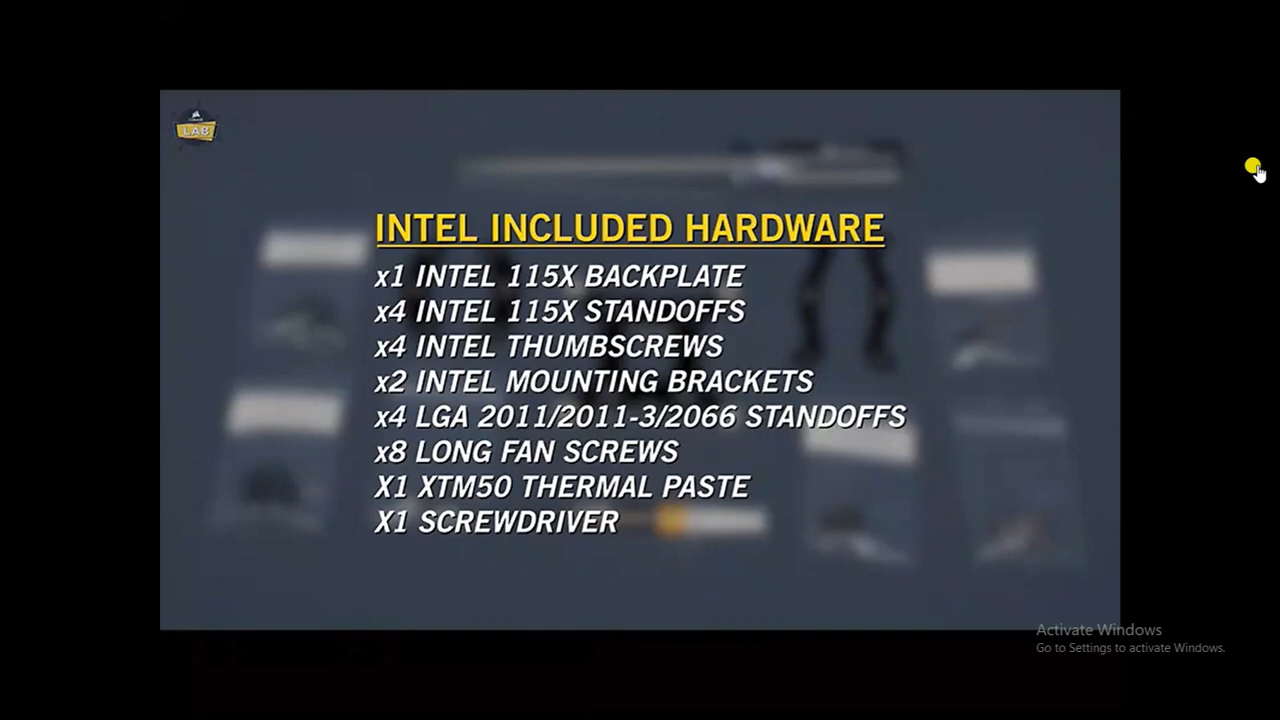 LAB
INTEL INCLUDED HARDWARE
x1 INTEL 115X BACKPLATE
x4 INTEL 115X STANDOFFS
x4 INTEL THUMBSCREWS
x2 INTEL MOUNTING BRACKETS
x4 LGA 2011/2011-3/2066 STANDOFFS
x8 LONG FAN SCREWS
X1 XTM50 THERMAL PASTE
X1 SCREWDRIVER
Activate Windows
Go to Settings to activate Windows.